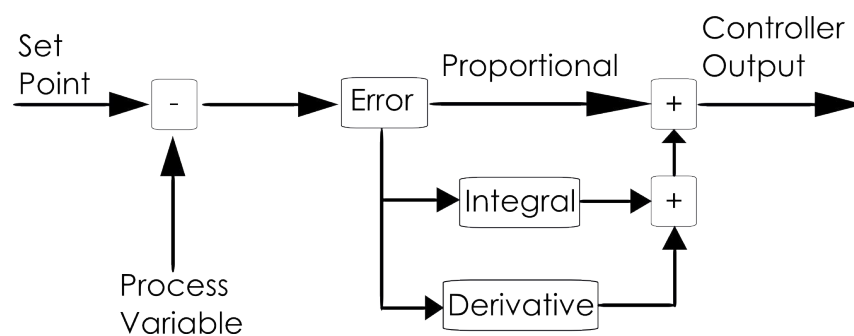 Set
Point
-
Error
Proportional
+
Controller
Output
Integral
+
Derivative
Process
Variable